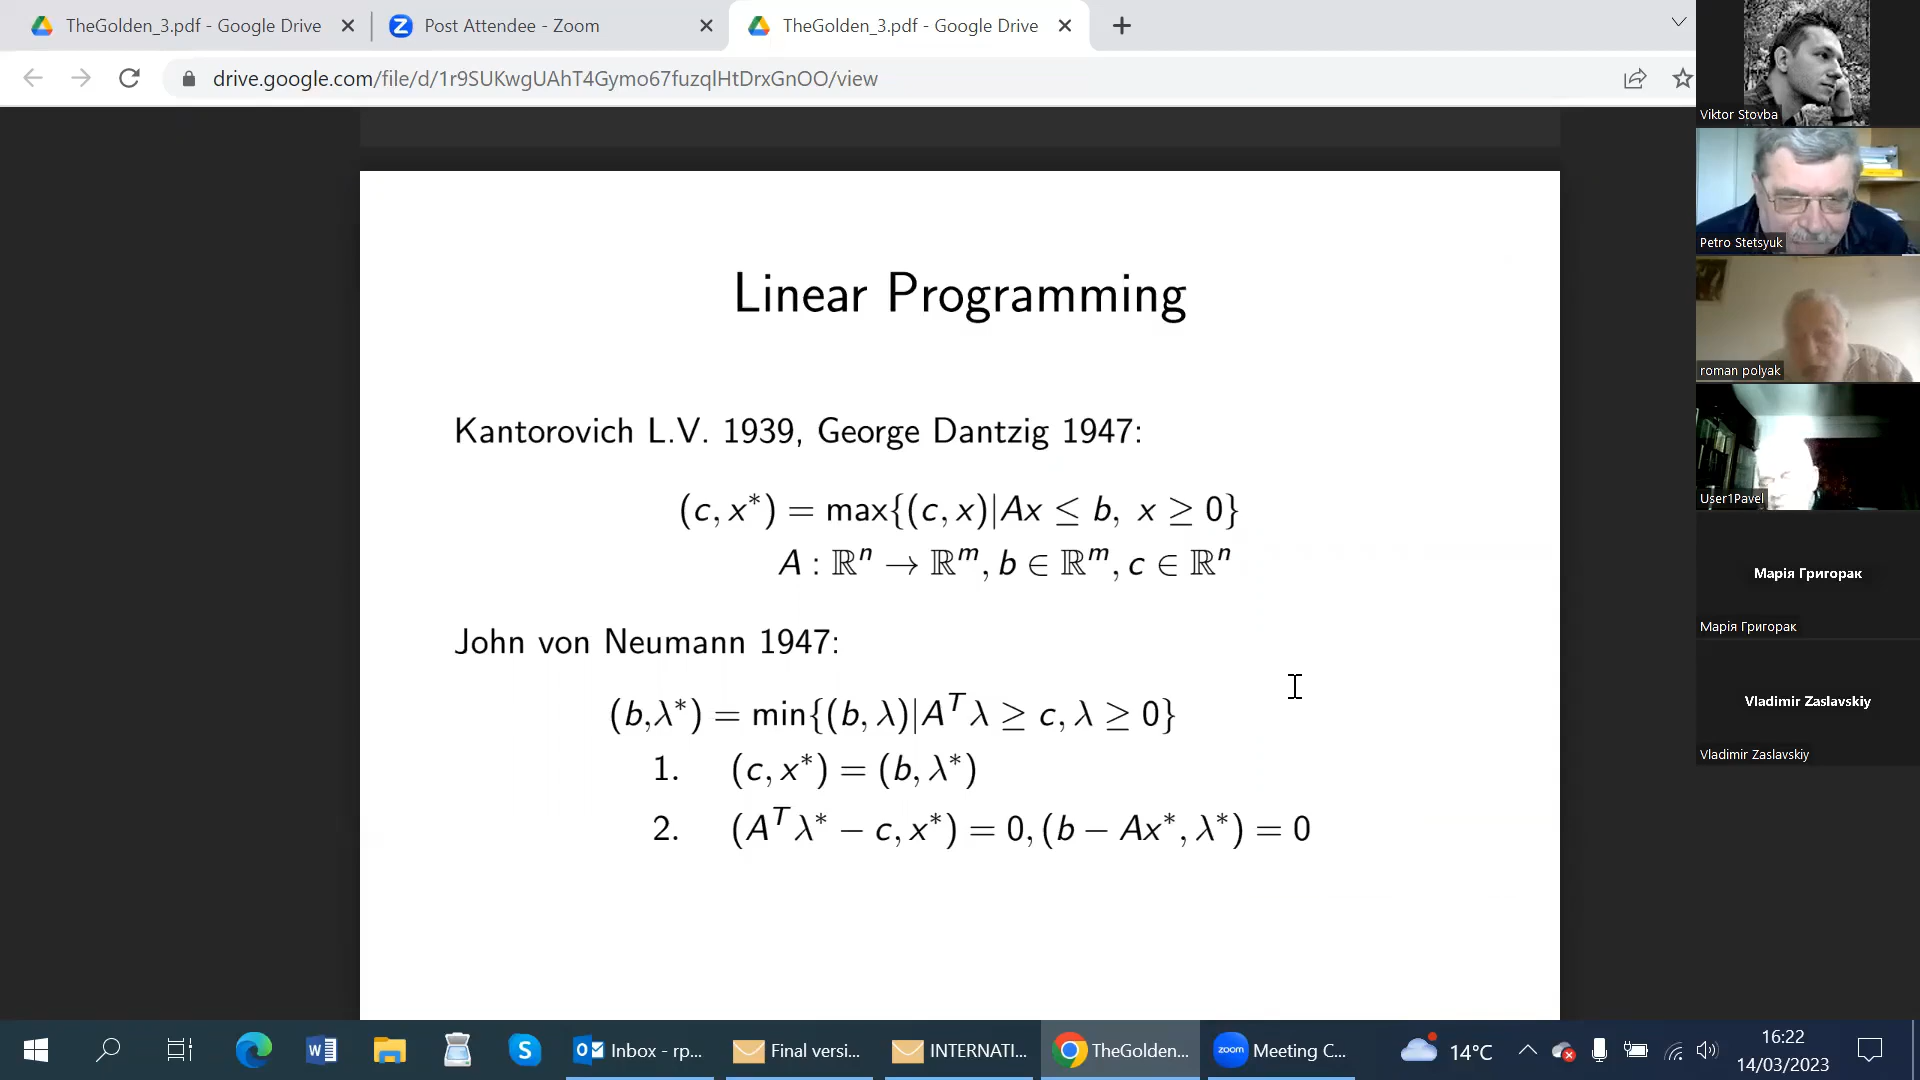 TheGolden_3.pdf - Google Drive
Post Attendee - Zoom
TheGolden_3.pdf - Google Drive
drive.google.com/file/d/1r9SUKwgUAhT4Gymo67fuzqlHtDrxGnOO/view
Linear Programming
Kantorovich L.V. 1939, George Dantzig 1947:
(c, x*) = max{(c, x)|Ax ≤ b, x ≥ 0}
A : ℝⁿ → ℝᵐ, b ∈ ℝᵐ, c ∈ ℝⁿ
John von Neumann 1947:
(b,λ*) = min{(b, λ)|Aᵀλ ≥ c, λ ≥ 0}
1. (c, x*) = (b, λ*)
2. (Aᵀλ* − c, x*) = 0, (b − Ax*, λ*) = 0
Viktor Stovba
Petro Stetsyuk
roman polyak
User1Pavel
Марія Григорак
Марія Григорак
Vladimir Zaslavskiy
Vladimir Zaslavskiy
Inbox - rp...
Final versi...
INTERNATI...
TheGolden...
zoom
Meeting C...
14°C
16:22
14/03/2023